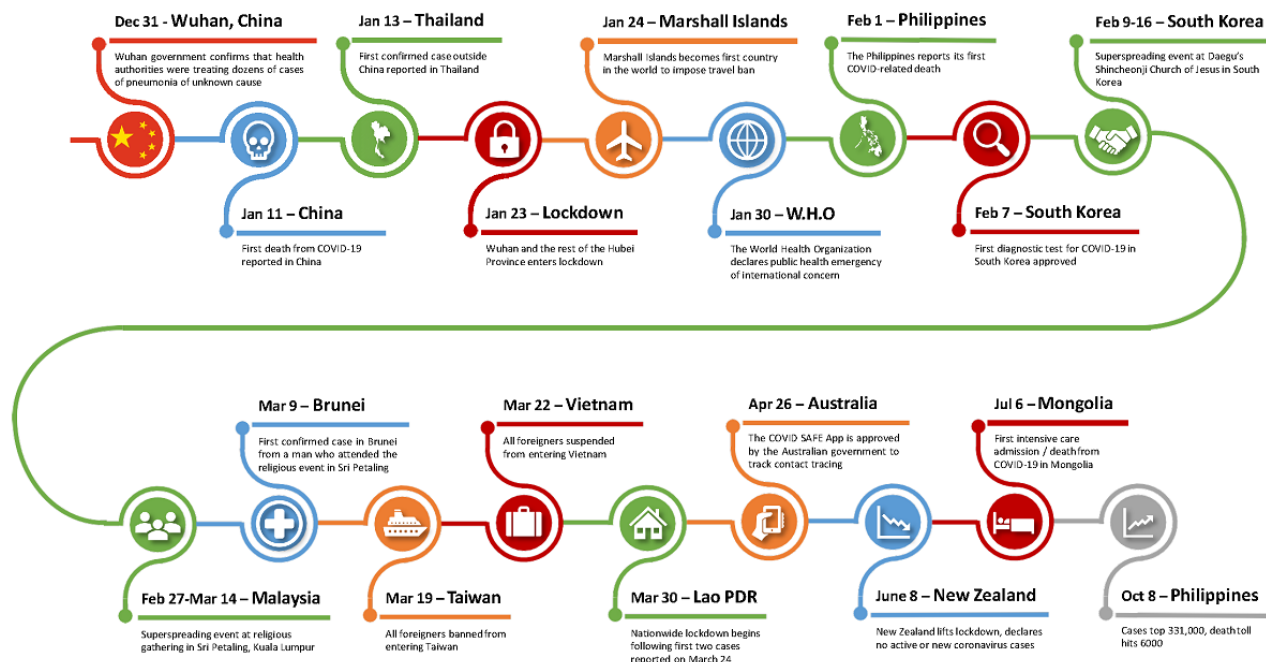 Dec 31 - Wuhan, China
Wuhan government confirms that health
authorities were treating dozens of cases
of pneumonia of unknown cause
Jan 11 – China
First death from COVID-19
reported in China
Jan 13 – Thailand
First confirmed case outside
China reported in Thailand
Jan 23 – Lockdown
Wuhan and the rest of the Hubei
Province enters lockdown
Jan 24 – Marshall Islands
Marshall Islands becomes first country
in the world to impose travel ban
Jan 30 – W.H.O
The World Health Organization
declares public health emergency
of international concern
Feb 1 – Philippines
The Philippines reports its first
COVID-related death
Feb 7 – South Korea
First diagnostic test for COVID-19 in
South Korea approved
Feb 9-16 – South Korea
Superspreading event at Daegu's
Shincheonji Church of Jesus in South
Korea
Feb 27-Mar 14 – Malaysia
Superspreading event at religious
gathering in Sri Petaling, Kuala Lumpur
Mar 9 – Brunei
First confirmed case in Brunei
from a man who attended the
religious event in Sri Petaling
Mar 19 – Taiwan
All foreigners banned from
entering Taiwan
Mar 22 – Vietnam
All foreigners suspended
from entering Vietnam
Mar 30 – Lao PDR
Nationwide lockdown begins
following first two cases
reported on March 24
Apr 26 – Australia
The COVID SAFE App is approved
by the Australian government to
track contact tracing
June 8 – New Zealand
New Zealand lifts lockdown, declares
no active or new coronavirus cases
Jul 6 – Mongolia
First intensive care
admission / death from
COVID-19 in Mongolia
Oct 8 – Philippines
Cases top 331,000, death toll
hits 6000